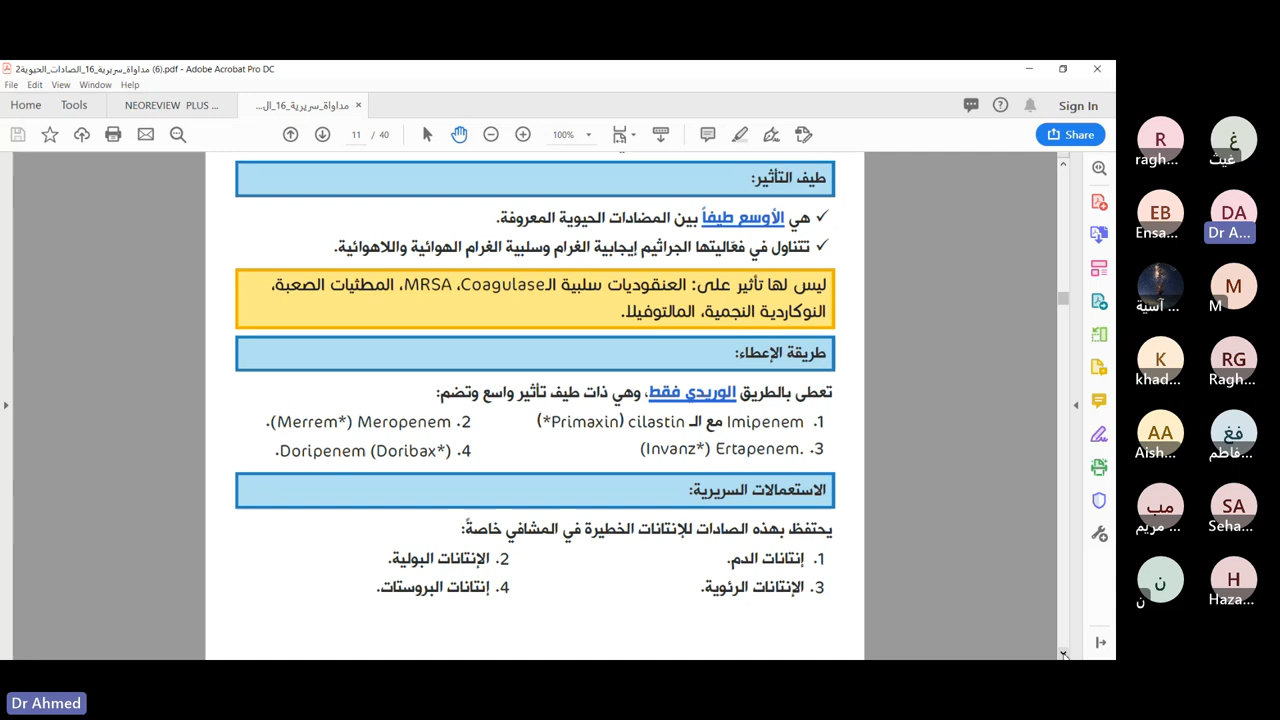 مداواة_سريرية_16_الصادات_الحيوية2 (6).pdf - Adobe Acrobat Pro DC
File Edit View Window Help
Home Tools NEOREVIEW PLUS ... مداواة_سريرية_16_ال... × Sign In
11 / 40 100% Share
طيف التأثير:
✓ هي الأوسع طيفاً بين المضادات الحيوية المعروفة.
✓ تتناول في فعّاليتها الجراثيم إيجابية الغرام وسلبية الغرام الهوائية واللاهوائية.
ليس لها تأثير على: العنقوديات سلبية الـCoagulase، MRSA، المطثيات الصعبة،
النوكاردية النجمية، المالتوفيلا.
طريقة الإعطاء:
تعطى بالطريق الوريدي فقط، وهي ذات طيف تأثير واسع وتضم:
1. Imipenem مع الـ cilastin (Primaxin*)
2. Meropenem (Merrem*).
3. Ertapenem. (Invanz*)
4. Doripenem (Doribax*).
الاستعمالات السريرية:
يحتفظ بهذه الصادات للإنتانات الخطيرة في المشافي خاصةً:
1. إنتانات الدم.
2. الإنتانات البولية.
3. الإنتانات الرئوية.
4. إنتانات البروستات.
R غ
ragh... غيث
EB DA
Ensa... Dr A...
M
آسية ... M
K RG
khad... Ragh...
AA فغ
Aish... فاطم...
مب SA
مريم ... Seha...
ن H
ن Haza...
Dr Ahmed